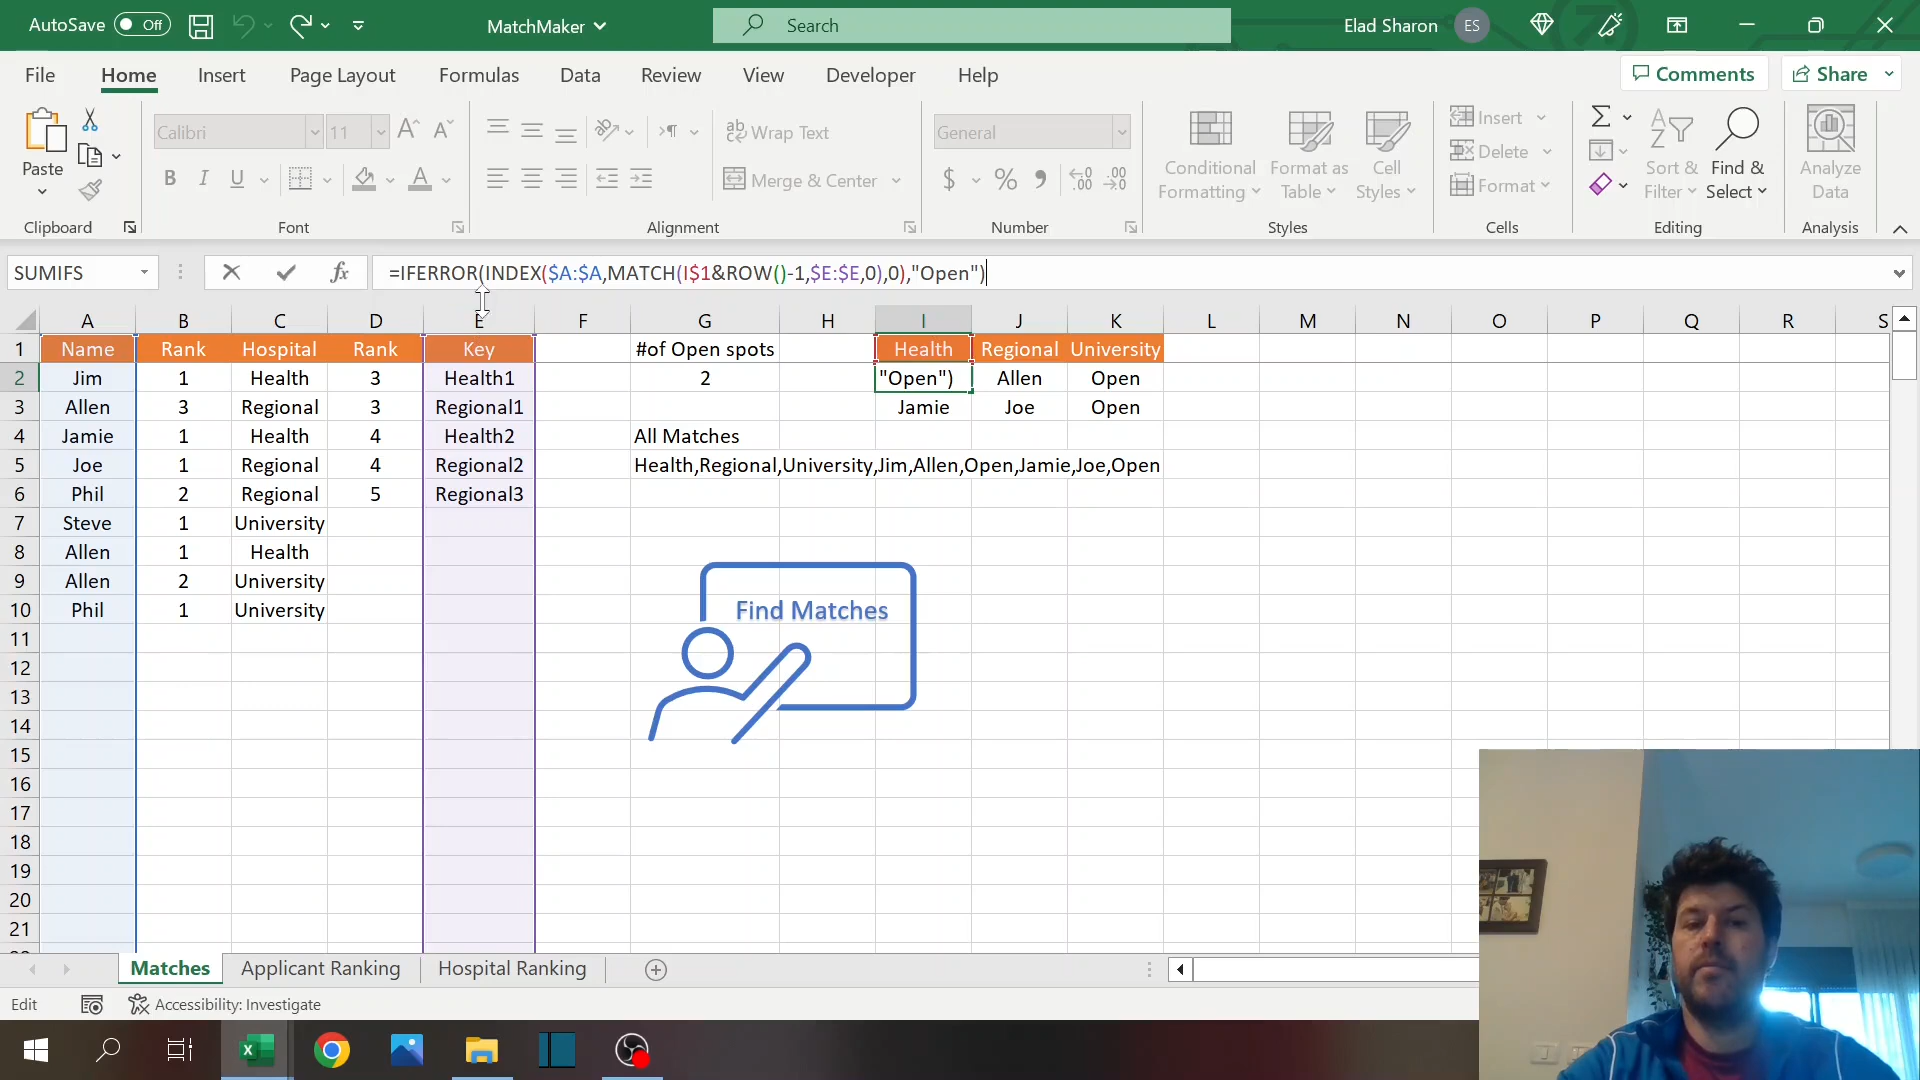 AutoSave Off MatchMaker Search Elad Sharon ES
File Home Insert Page Layout Formulas Data Review View Developer Help Comments Share
Calibri 11 Wrap Text General Insert
Paste Merge & Center Conditional Formatting Format as Table Cell Styles Delete Format Sort & Filter Find & Select Analyze Data
Clipboard Font Alignment Number Styles Cells Editing Analysis
SUMIFS fx =IFERROR(INDEX($A:$A,MATCH(I$1&ROW()-1,$E:$E,0),0),"Open")
A B C D E F G H I J K L M N O P Q R S
1 Name Rank Hospital Rank Key #of Open spots Health Regional University
2 Jim 1 Health 3 Health1 2 "Open") Allen Open
3 Allen 3 Regional 3 Regional1 Jamie Joe Open
4 Jamie 1 Health 4 Health2 All Matches
5 Joe 1 Regional 4 Regional2 Health,Regional,University,Jim,Allen,Open,Jamie,Joe,Open
6 Phil 2 Regional 5 Regional3
7 Steve 1 University
8 Allen 1 Health
9 Allen 2 University
10 Phil 1 University Find Matches
11
12
13
14
15
16
17
18
19
20
21
Matches Applicant Ranking Hospital Ranking
Edit Accessibility: Investigate